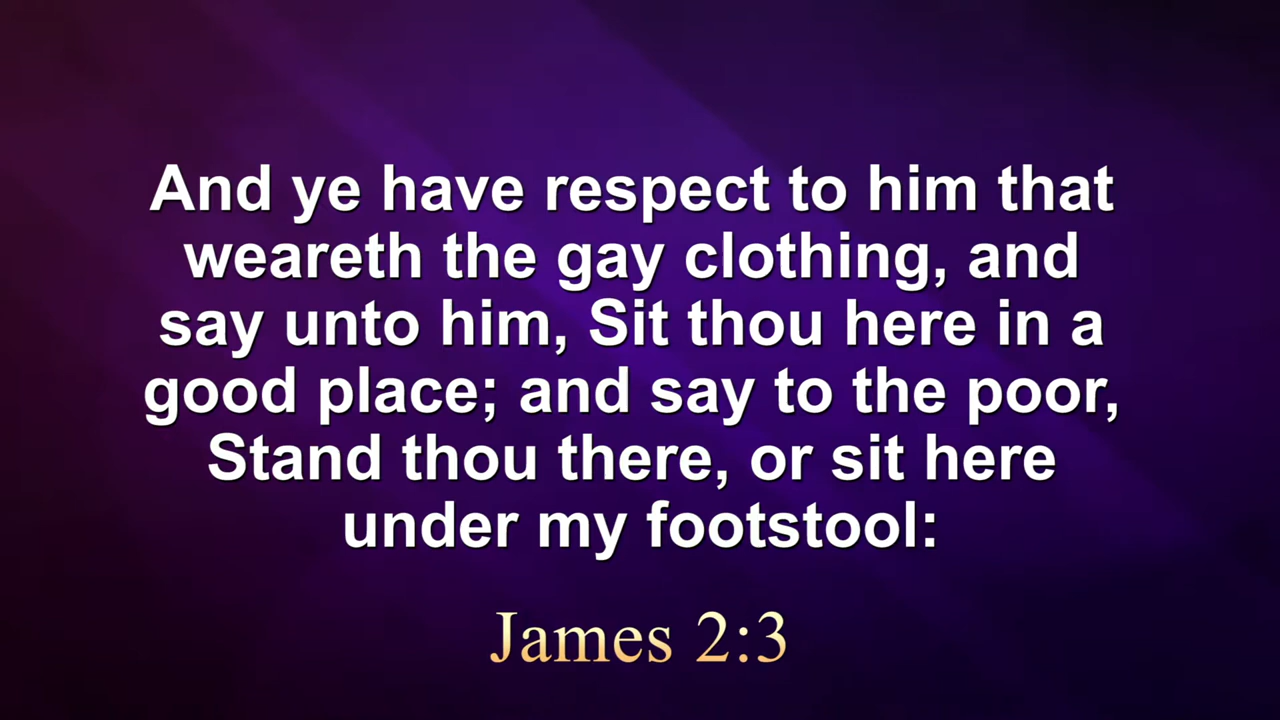 And ye have respect to him that
weareth the gay clothing, and
say unto him, Sit thou here in a
good place; and say to the poor,
Stand thou there, or sit here
under my footstool:
James 2:3